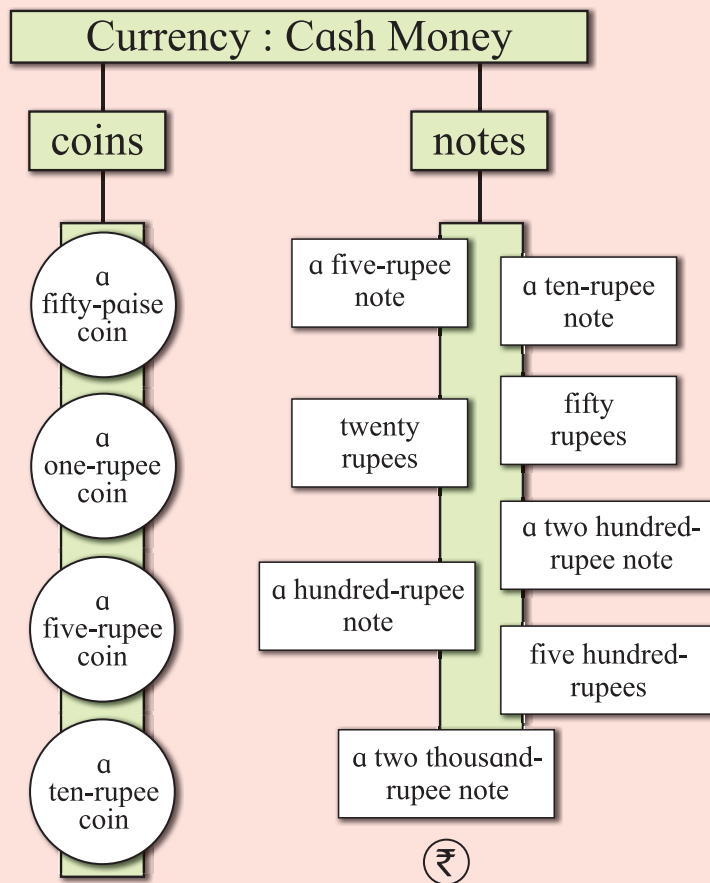 Currency : Cash Money
coins
notes
a
fifty-paise
coin
a
one-rupee
coin
a
five-rupee
coin
a
ten-rupee
coin
a five-rupee
note
a ten-rupee
note
twenty
rupees
fifty
rupees
a hundred-rupee
note
a two hundred-
rupee note
five hundred-
rupees
a two thousand-
rupee note
₹